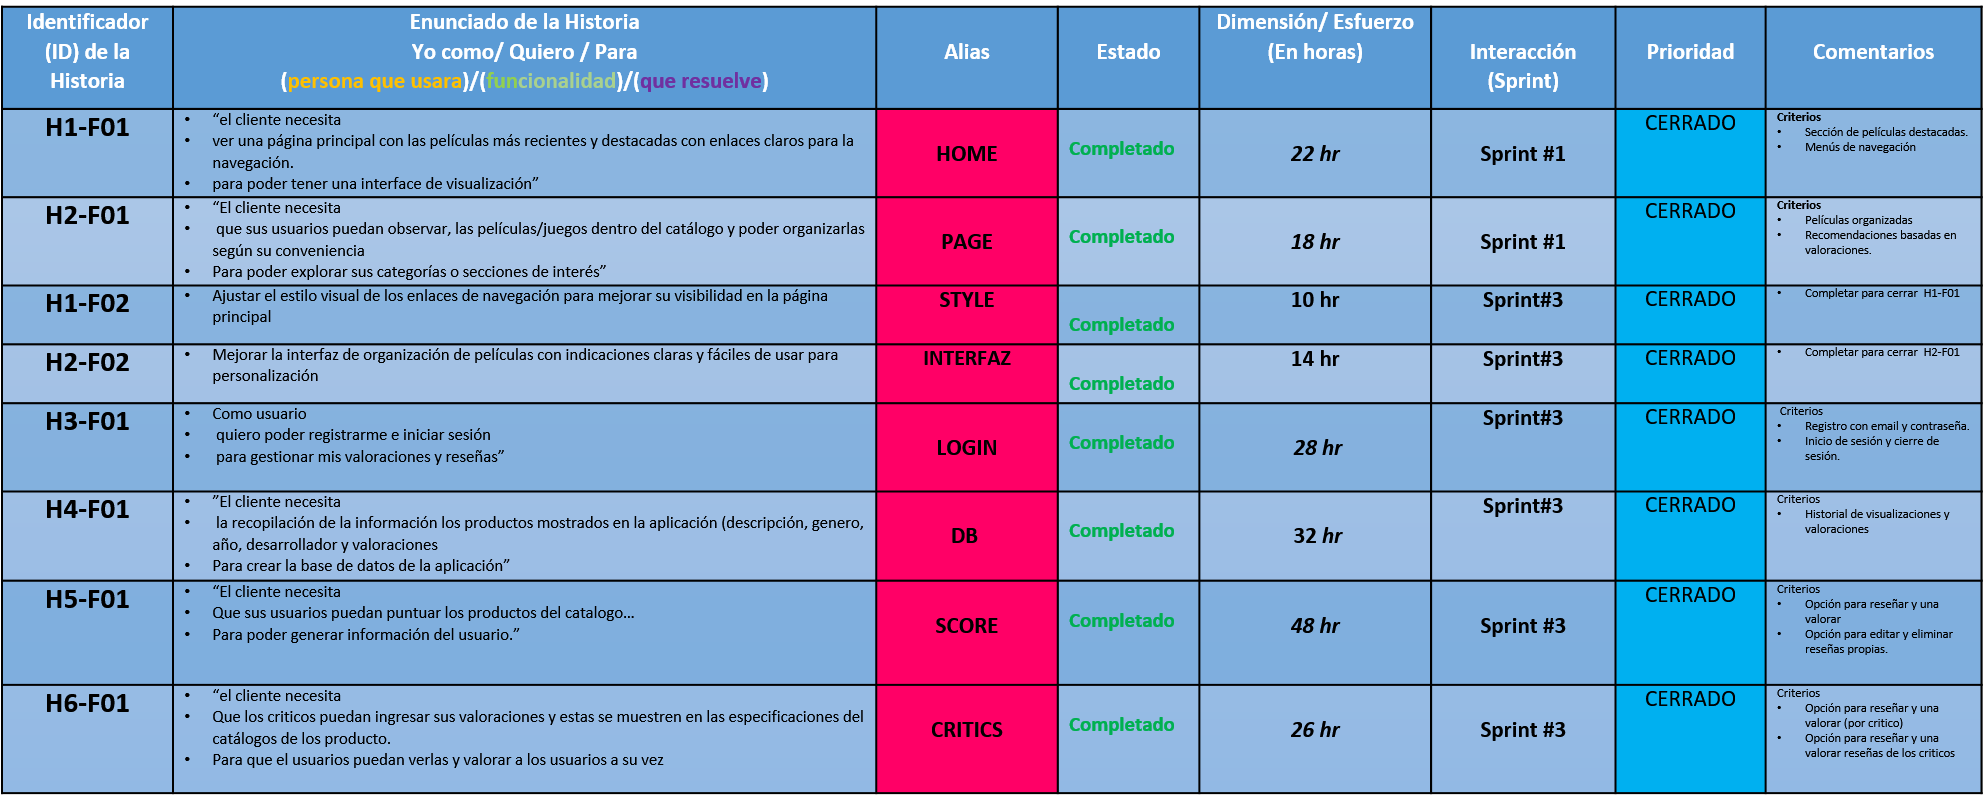 Identificador
(ID) de la
Historia
Enunciado de la Historia
Yo como/ Quiero / Para
(persona que usara)/(funcionalidad)/(que resuelve)
Alias
Estado
Dimensión/ Esfuerzo
(En horas)
Interacción
(Sprint)
Prioridad
Comentarios
H1-F01
• “el cliente necesita
• ver una página principal con las películas más recientes y destacadas con enlaces claros para la
navegación.
• para poder tener una interface de visualización”
HOME
Completado
22 hr
Sprint #1
CERRADO
Criterios
• Sección de películas destacadas.
• Menús de navegación
H2-F01
• “El cliente necesita
• que sus usuarios puedan observar, las películas/juegos dentro del catálogo y poder organizarlas
según su conveniencia
• Para poder explorar sus categorías o secciones de interés”
PAGE
Completado
18 hr
Sprint #1
CERRADO
Criterios
• Películas organizadas
• Recomendaciones basadas en
valoraciones.
H1-F02
• Ajustar el estilo visual de los enlaces de navegación para mejorar su visibilidad en la página
principal
STYLE
Completado
10 hr
Sprint#3
CERRADO
• Completar para cerrar H1-F01
H2-F02
• Mejorar la interfaz de organización de películas con indicaciones claras y fáciles de usar para
personalización
INTERFAZ
Completado
14 hr
Sprint#3
CERRADO
• Completar para cerrar H2-F01
H3-F01
• Como usuario
• quiero poder registrarme e iniciar sesión
• para gestionar mis valoraciones y reseñas”
LOGIN
Completado
28 hr
Sprint#3
CERRADO
Criterios
• Registro con email y contraseña.
• Inicio de sesión y cierre de
sesión.
H4-F01
• ”El cliente necesita
• la recopilación de la información los productos mostrados en la aplicación (descripción, genero,
año, desarrollador y valoraciones
• Para crear la base de datos de la aplicación”
DB
Completado
32 hr
Sprint#3
CERRADO
Criterios
• Historial de visualizaciones y
valoraciones
H5-F01
• “El cliente necesita
• Que sus usuarios puedan puntuar los productos del catalogo…
• Para poder generar información del usuario.”
SCORE
Completado
48 hr
Sprint #3
CERRADO
Criterios
• Opción para reseñar y una
valorar
• Opción para editar y eliminar
reseñas propias.
H6-F01
• “el cliente necesita
• Que los criticos puedan ingresar sus valoraciones y estas se muestren en las especificaciones del
catálogos de los producto.
• Para que el usuarios puedan verlas y valorar a los usuarios a su vez
CRITICS
Completado
26 hr
Sprint #3
CERRADO
Criterios
• Opción para reseñar y una
valorar (por critico)
• Opción para reseñar y una
valorar reseñas de los criticos